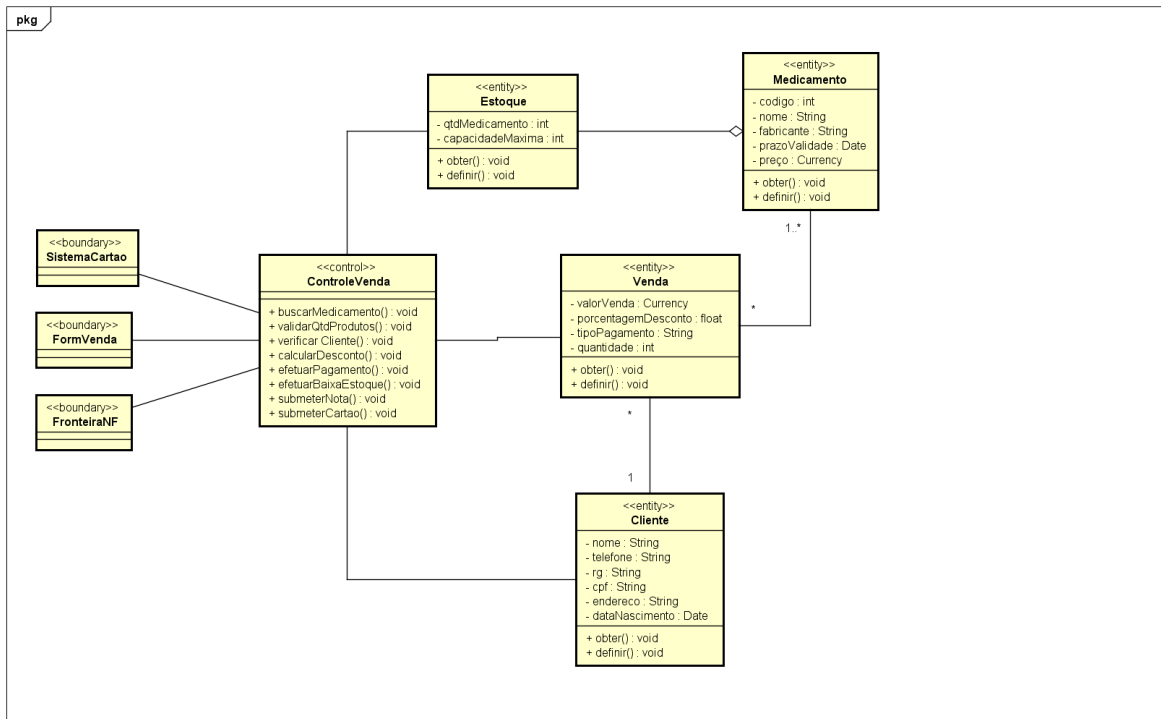 pkg
<<entity>>
Estoque
- qtdMedicamento : int
- capacidadeMaxima : int
+ obter() : void
+ definir() : void
<<entity>>
Medicamento
- codigo : int
- nome : String
- fabricante : String
- prazoValidade : Date
- preço : Currency
+ obter() : void
+ definir() : void
1..*
<<boundary>>
SistemaCartao
<<boundary>>
FormVenda
<<boundary>>
FronteiraNF
<<control>>
ControleVenda
+ buscarMedicamento() : void
+ validarQtdProdutos() : void
+ verificar Cliente() : void
+ calcularDesconto() : void
+ efetuarPagamento() : void
+ efetuarBaixaEstoque() : void
+ submeterNota() : void
+ submeterCartao() : void
<<entity>>
Venda
- valorVenda : Currency
- porcentagemDesconto : float
- tipoPagamento : String
- quantidade : int
+ obter() : void
+ definir() : void
*
*
1
<<entity>>
Cliente
- nome : String
- telefone : String
- rg : String
- cpf : String
- endereco : String
- dataNascimento : Date
+ obter() : void
+ definir() : void